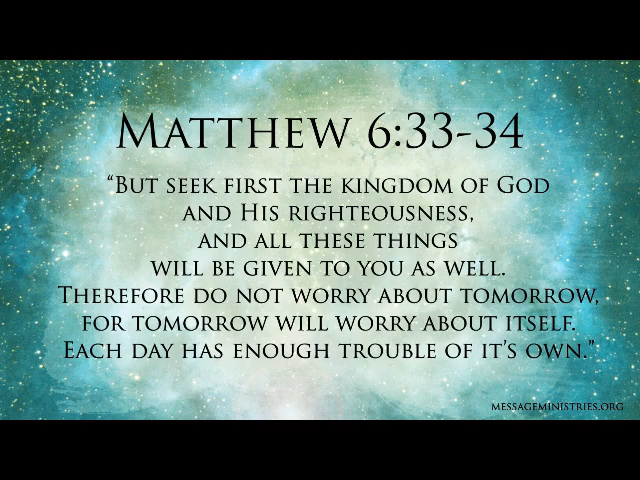 Matthew 6:33-34
“But seek first the kingdom of God
and His righteousness,
and all these things
will be given to you as well.
Therefore do not worry about tomorrow,
for tomorrow will worry about itself.
Each day has enough trouble of it’s own.”
messageministries.org